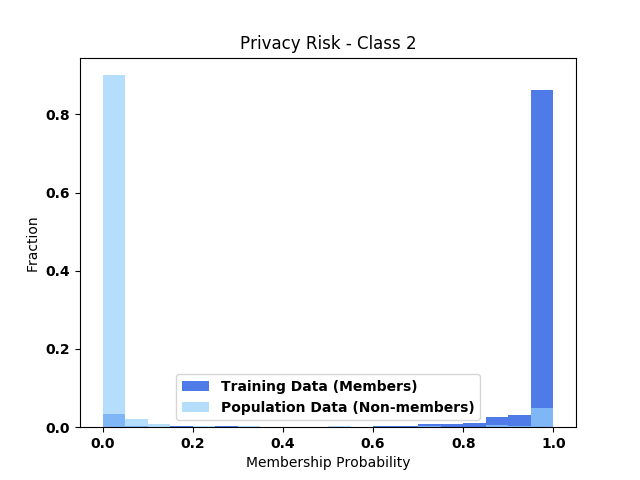 Privacy Risk - Class 2
Fraction
0.8
0.6
0.4
0.2
0.0
Training Data (Members)
Population Data (Non-members)
0.0 0.2 0.4 0.6 0.8 1.0
Membership Probability